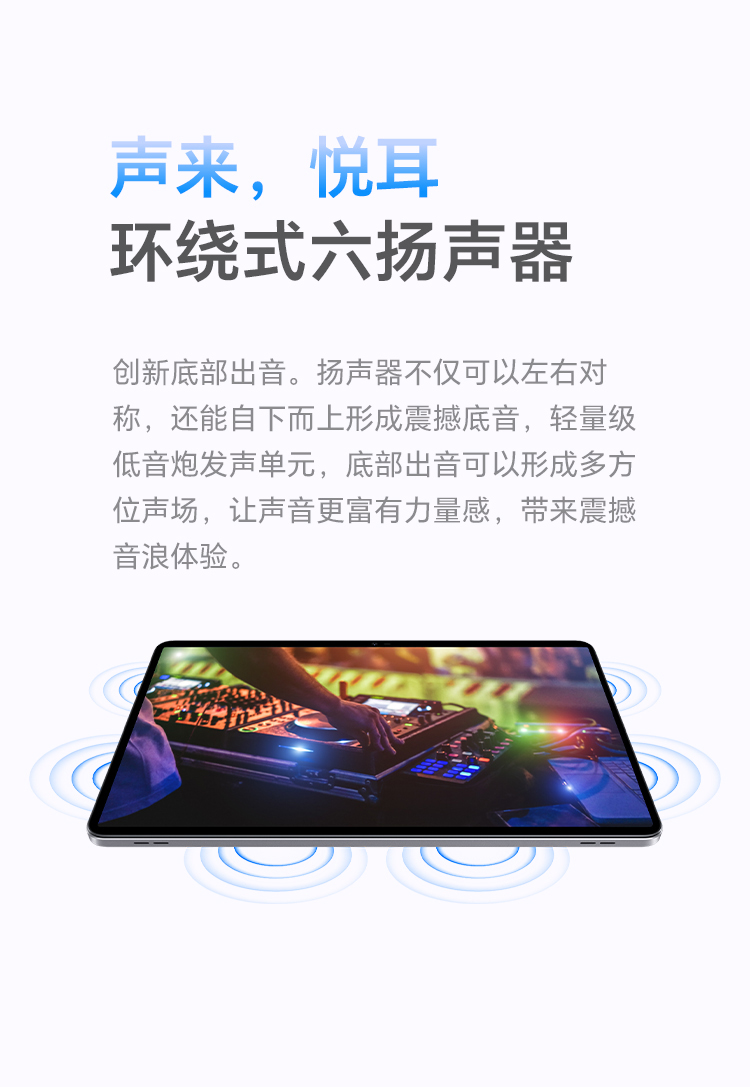 声来，悦耳
环绕式六扬声器
创新底部出音。扬声器不仅可以左右对
称，还能自下而上形成震撼底音，轻量级
低音炮发声单元，底部出音可以形成多方
位声场，让声音更富有力量感，带来震撼
音浪体验。